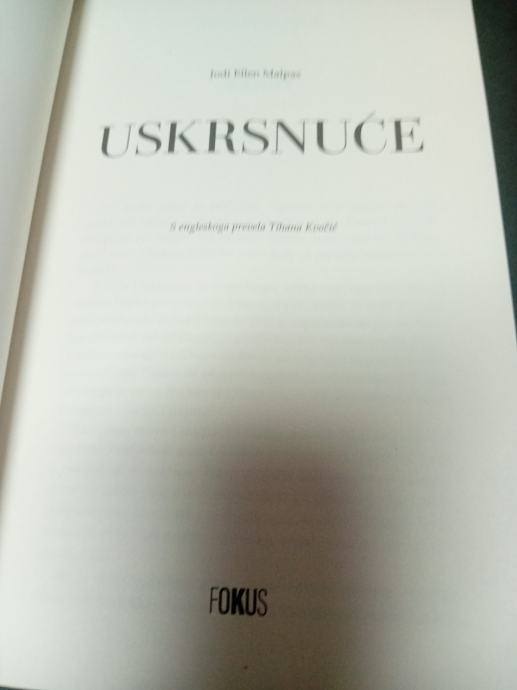 Jodi Ellen Malpas
USKRSNUĆE
S engleskoga prevela Tihana Kvočić
FOKUS